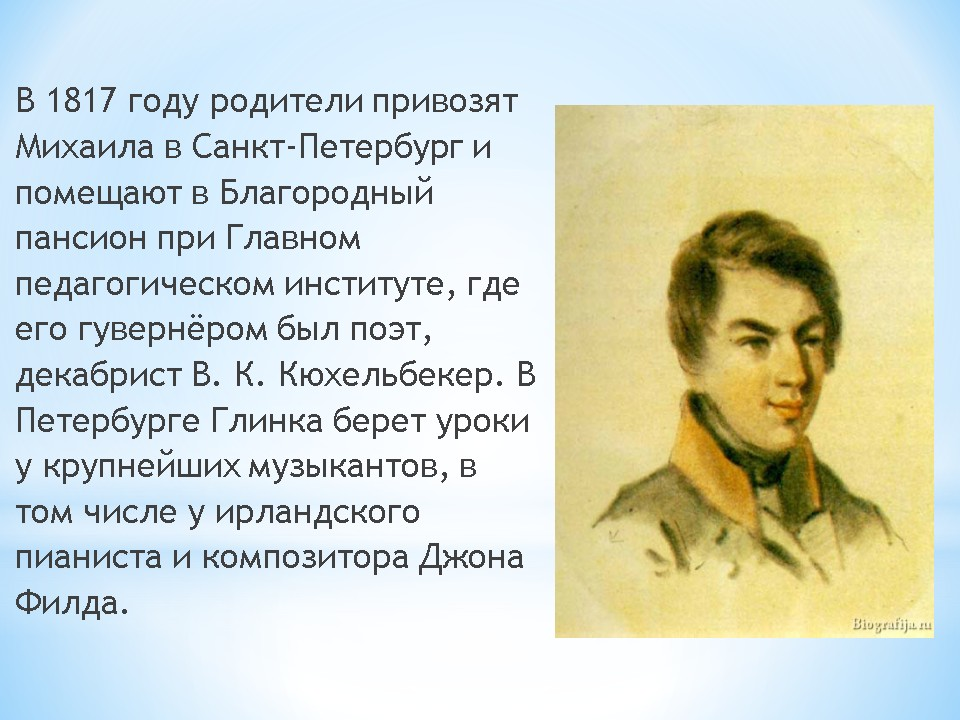 В 1817 году родители привозят
Михаила в Санкт-Петербург и
помещают в Благородный
пансион при Главном
педагогическом институте, где
его гувернёром был поэт,
декабрист В. К. Кюхельбекер. В
Петербурге Глинка берет уроки
у крупнейших музыкантов, в
том числе у ирландского
пианиста и композитора Джона
Филда.
Biografija.ru